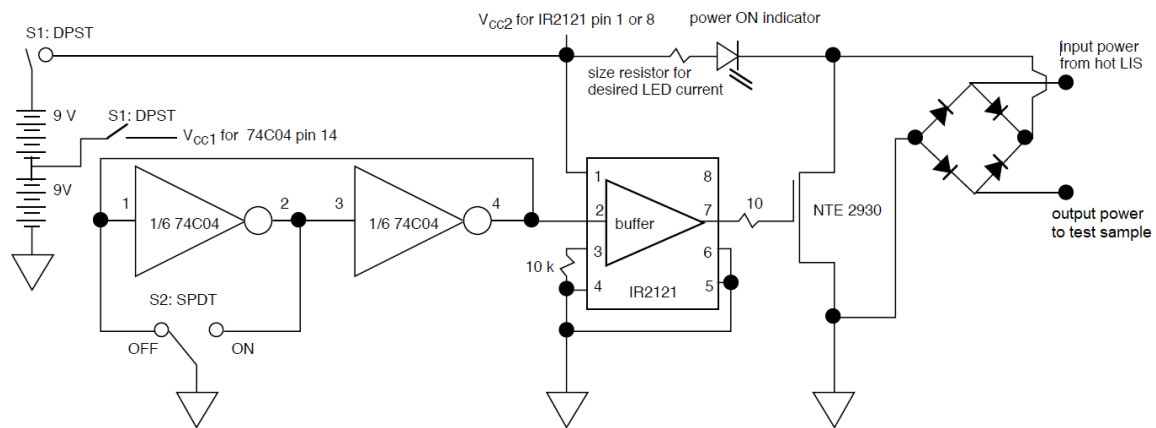 S1: DPST
V_CC2 for IR2121 pin 1 or 8
power ON indicator
input power
from hot LIS
size resistor for
desired LED current
9 V
S1: DPST
V_CC1 for 74C04 pin 14
9V
1
1/6 74C04
2
3
1/6 74C04
4
1
8
2
buffer
7
10
NTE 2930
output power
to test sample
3
6
10 k
4
IR2121
5
S2: SPDT
OFF
ON